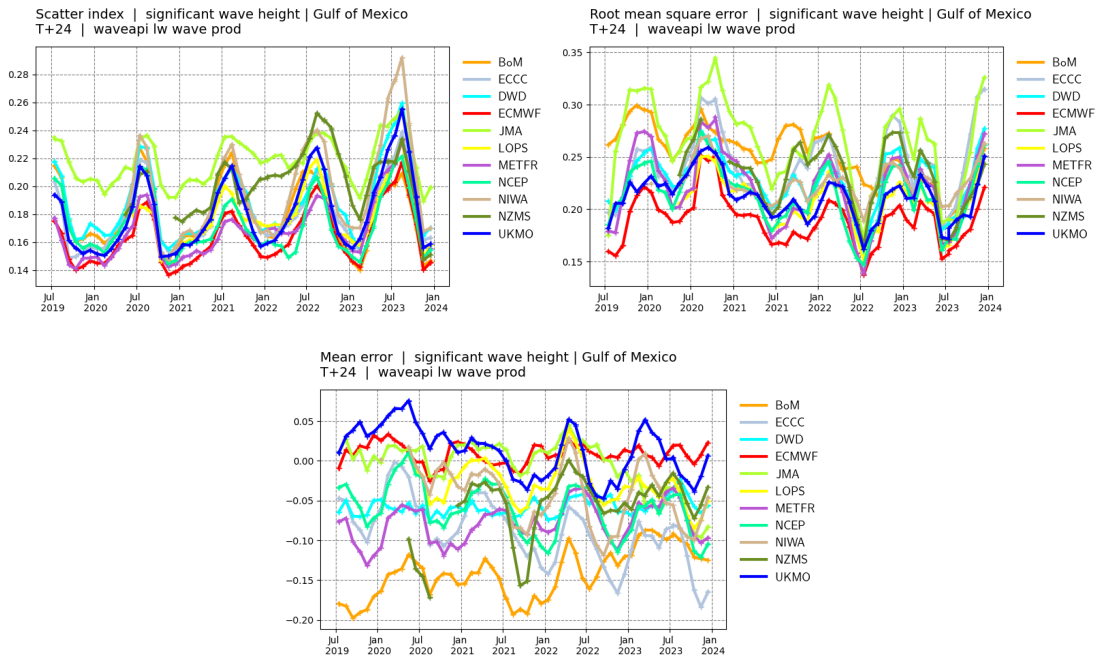 Scatter index | significant wave height | Gulf of Mexico
T+24 | waveapi lw wave prod
0.28
0.26
0.24
0.22
0.20
0.18
0.16
0.14
Jul 2019
Jan 2020
Jul 2020
Jan 2021
Jul 2021
Jan 2022
Jul 2022
Jan 2023
Jul 2023
Jan 2024
BoM
ECCC
DWD
ECMWF
JMA
LOPS
METFR
NCEP
NIWA
NZMS
UKMO
Root mean square error | significant wave height | Gulf of Mexico
T+24 | waveapi lw wave prod
0.35
0.30
0.25
0.20
0.15
Jul 2019
Jan 2020
Jul 2020
Jan 2021
Jul 2021
Jan 2022
Jul 2022
Jan 2023
Jul 2023
Jan 2024
BoM
ECCC
DWD
ECMWF
JMA
LOPS
METFR
NCEP
NIWA
NZMS
UKMO
Mean error | significant wave height | Gulf of Mexico
T+24 | waveapi lw wave prod
0.05
0.00
−0.05
−0.10
−0.15
−0.20
Jul 2019
Jan 2020
Jul 2020
Jan 2021
Jul 2021
Jan 2022
Jul 2022
Jan 2023
Jul 2023
Jan 2024
BoM
ECCC
DWD
ECMWF
JMA
LOPS
METFR
NCEP
NIWA
NZMS
UKMO